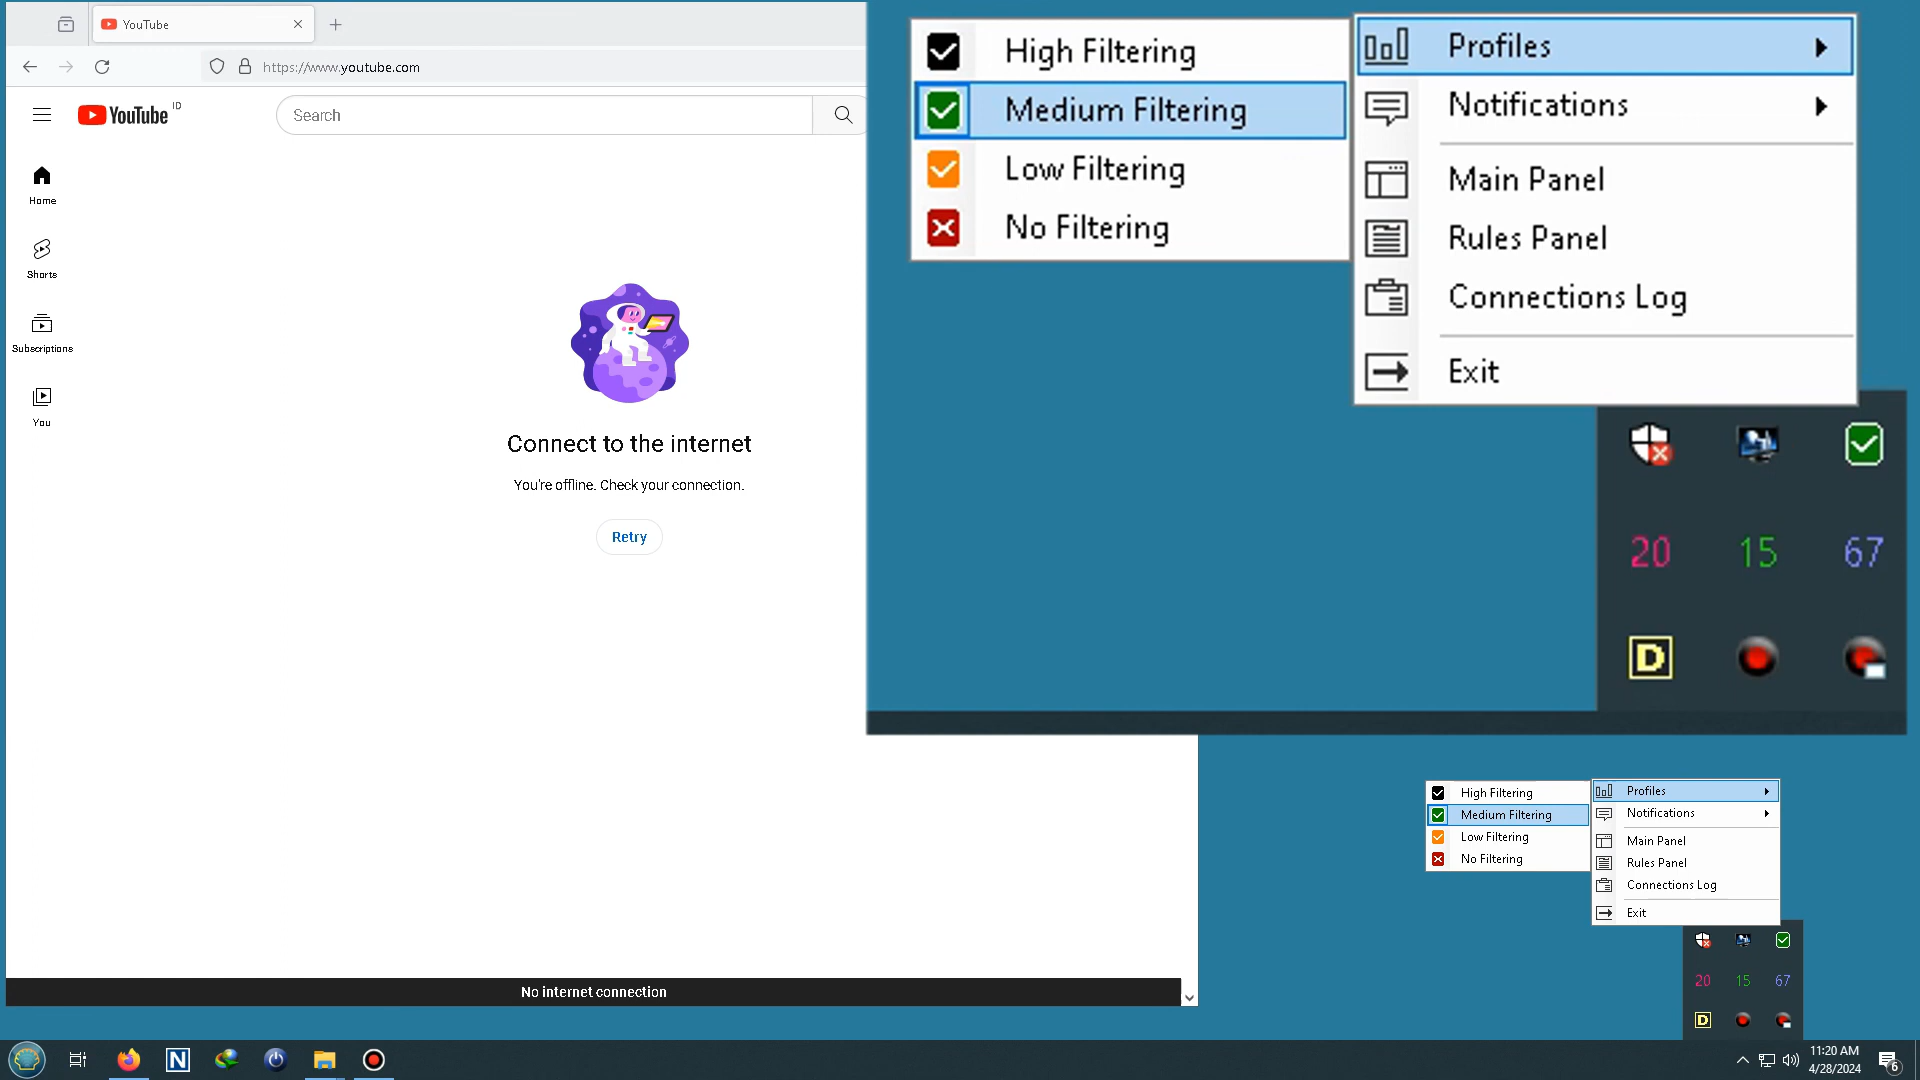 YouTube
https://www.youtube.com
YouTube ID
Search
Home
Shorts
Subscriptions
You
Connect to the internet
You're offline. Check your connection.
Retry
No internet connection
High Filtering
Medium Filtering
Low Filtering
No Filtering
Profiles
Notifications
Main Panel
Rules Panel
Connections Log
Exit
20 15 67
D
High Filtering
Medium Filtering
Low Filtering
No Filtering
Profiles
Notifications
Main Panel
Rules Panel
Connections Log
Exit
20 15 67
D
N
11:20 AM
4/28/2024
6